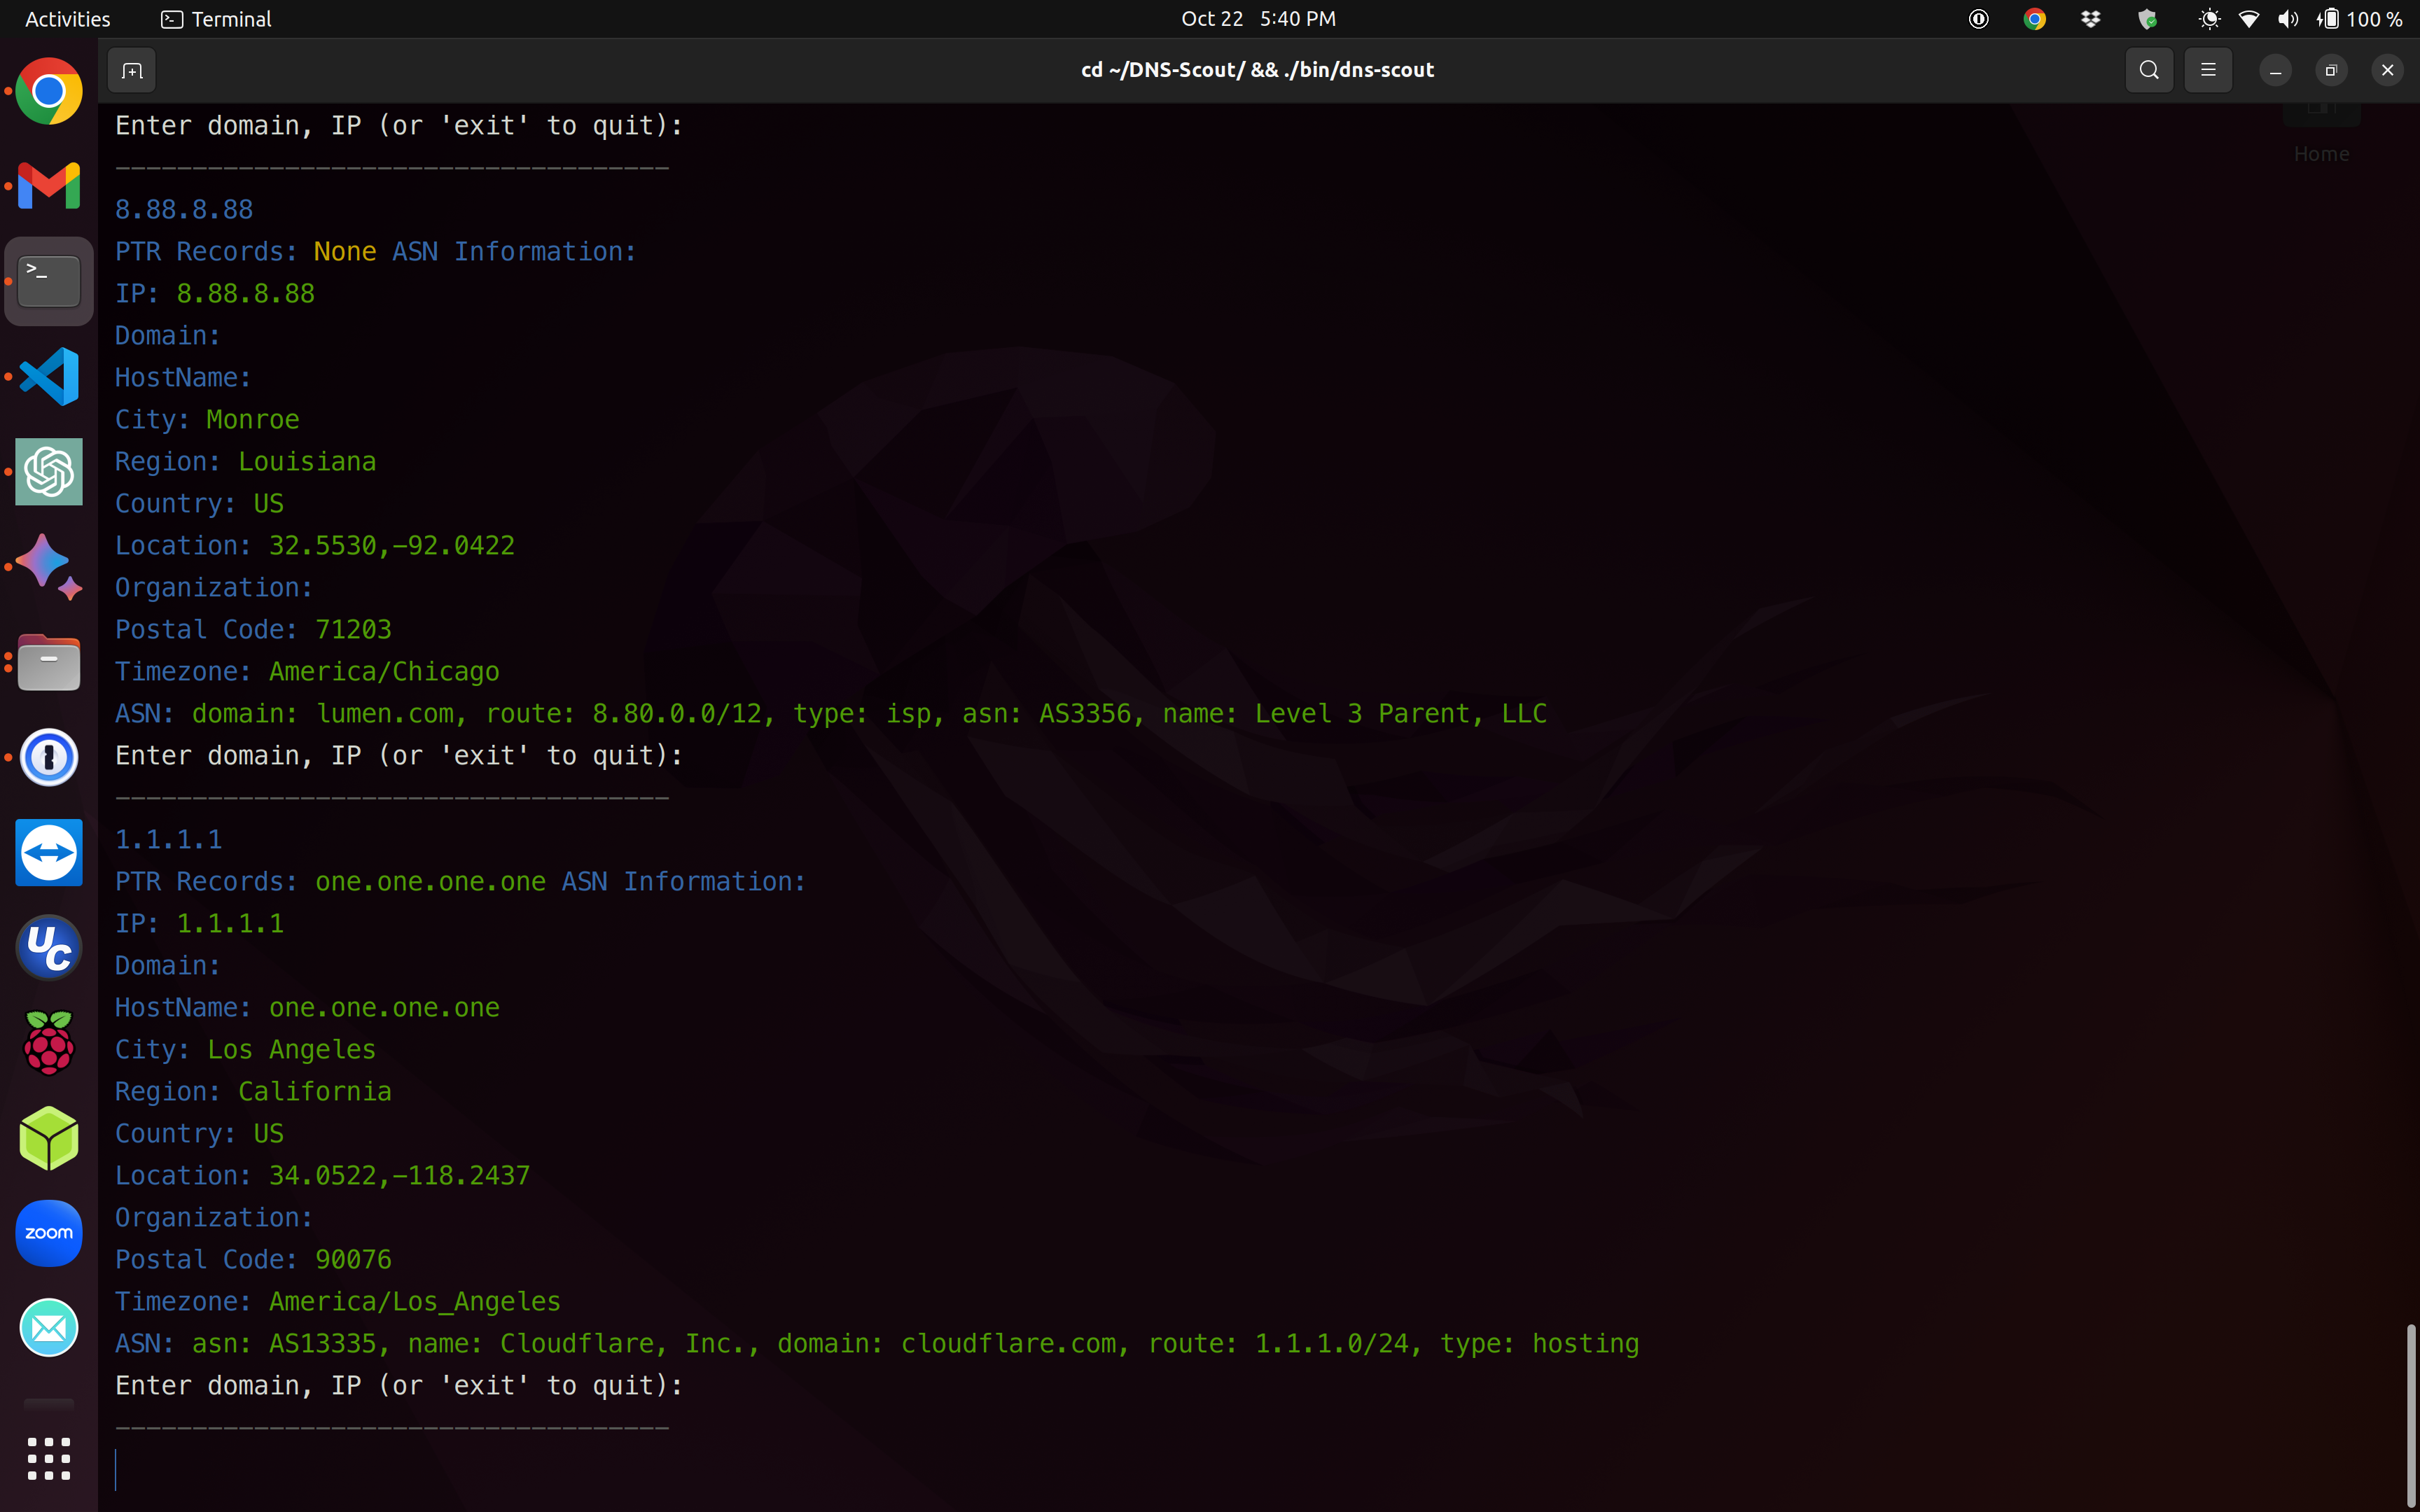 Activities Terminal Oct 22 5:40 PM 100 %
cd ~/DNS-Scout/ && ./bin/dns-scout
Home
Enter domain, IP (or 'exit' to quit):
------------------------------------
8.88.8.88
PTR Records: None ASN Information:
IP: 8.88.8.88
Domain:
HostName:
City: Monroe
Region: Louisiana
Country: US
Location: 32.5530,-92.0422
Organization:
Postal Code: 71203
Timezone: America/Chicago
ASN: domain: lumen.com, route: 8.80.0.0/12, type: isp, asn: AS3356, name: Level 3 Parent, LLC
Enter domain, IP (or 'exit' to quit):
------------------------------------
1.1.1.1
PTR Records: one.one.one.one ASN Information:
IP: 1.1.1.1
Domain:
HostName: one.one.one.one
City: Los Angeles
Region: California
Country: US
Location: 34.0522,-118.2437
Organization:
Postal Code: 90076
Timezone: America/Los_Angeles
ASN: asn: AS13335, name: Cloudflare, Inc., domain: cloudflare.com, route: 1.1.1.0/24, type: hosting
Enter domain, IP (or 'exit' to quit):
------------------------------------
>_
UC
zoom